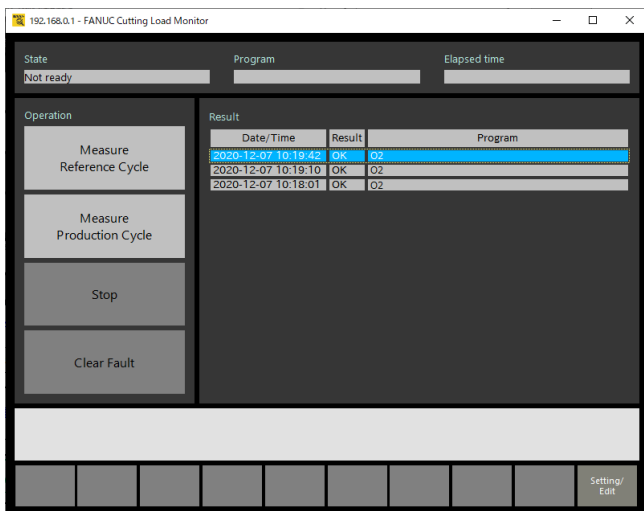 192.168.0.1 - FANUC Cutting Load Monitor
State Program Elapsed time
Not ready
Operation
Measure
Reference Cycle
Measure
Production Cycle
Stop
Clear Fault
Result
Date/Time Result Program
2020-12-07 10:19:42 OK O2
2020-12-07 10:19:10 OK O2
2020-12-07 10:18:01 OK O2
Setting/
Edit